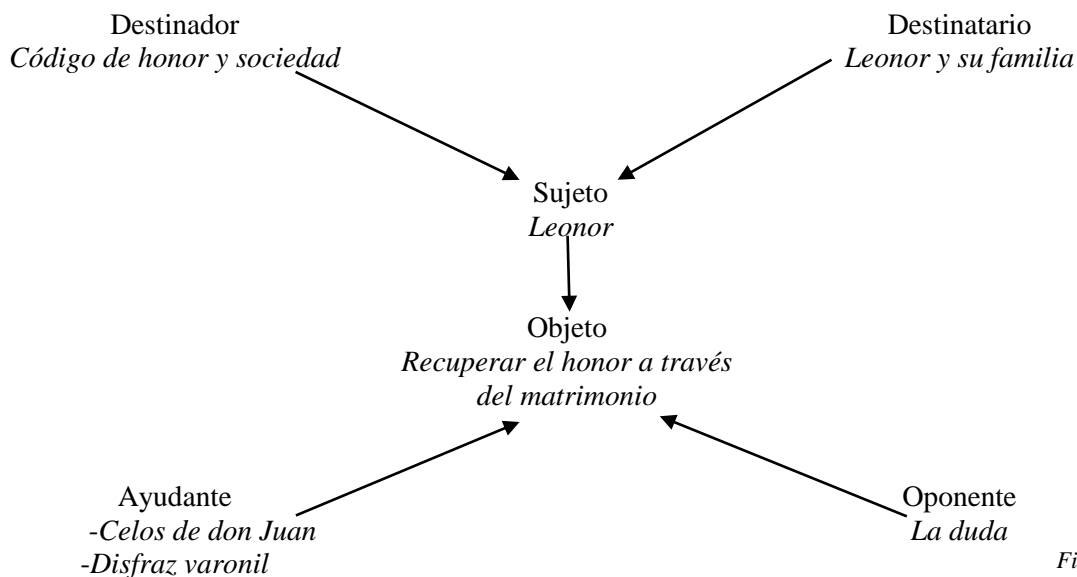 Destinador
Código de honor y sociedad
Destinatario
Leonor y su familia
Sujeto
Leonor
Objeto
Recuperar el honor a través
del matrimonio
Ayudante
-Celos de don Juan
-Disfraz varonil
Oponente
La duda
Fi